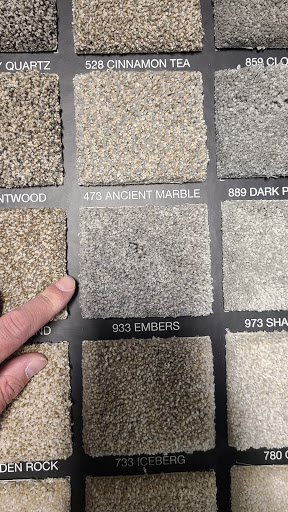 QUARTZ
528 CINNAMON TEA
859 CLO
NTWOOD
473 ANCIENT MARBLE
889 DARK P
ND
933 EMBERS
973 SHA
DEN ROCK
733 ICEBERG
780